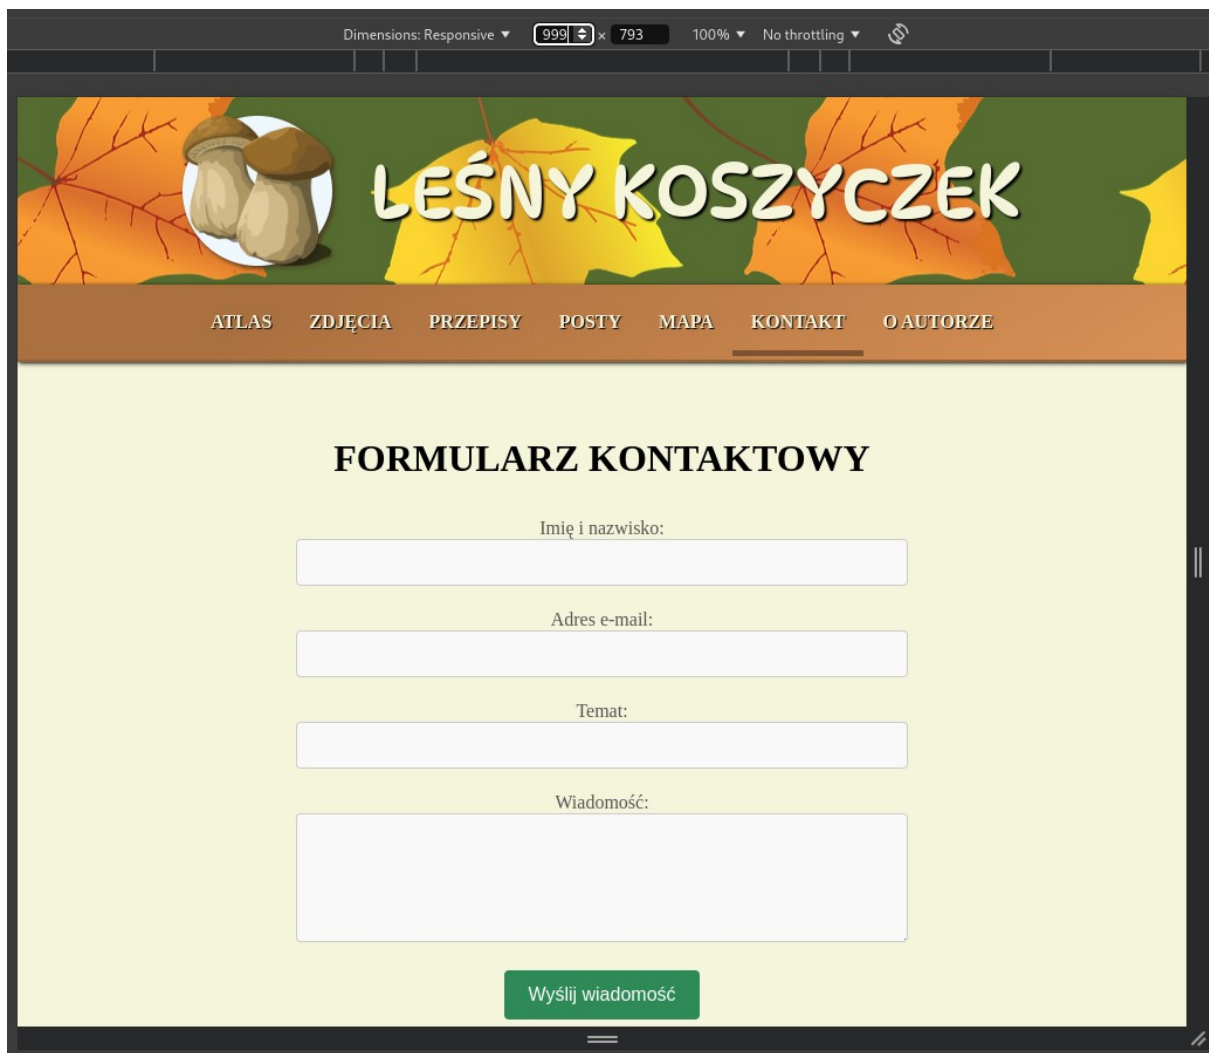 Dimensions: Responsive ▼ 999 × 793 100% ▼ No throttling ▼
LEŚNY KOSZYCZEK
ATLAS ZDJĘCIA PRZEPISY POSTY MAPA KONTAKT O AUTORZE
FORMULARZ KONTAKTOWY
Imię i nazwisko:
Adres e-mail:
Temat:
Wiadomość:
Wyślij wiadomość